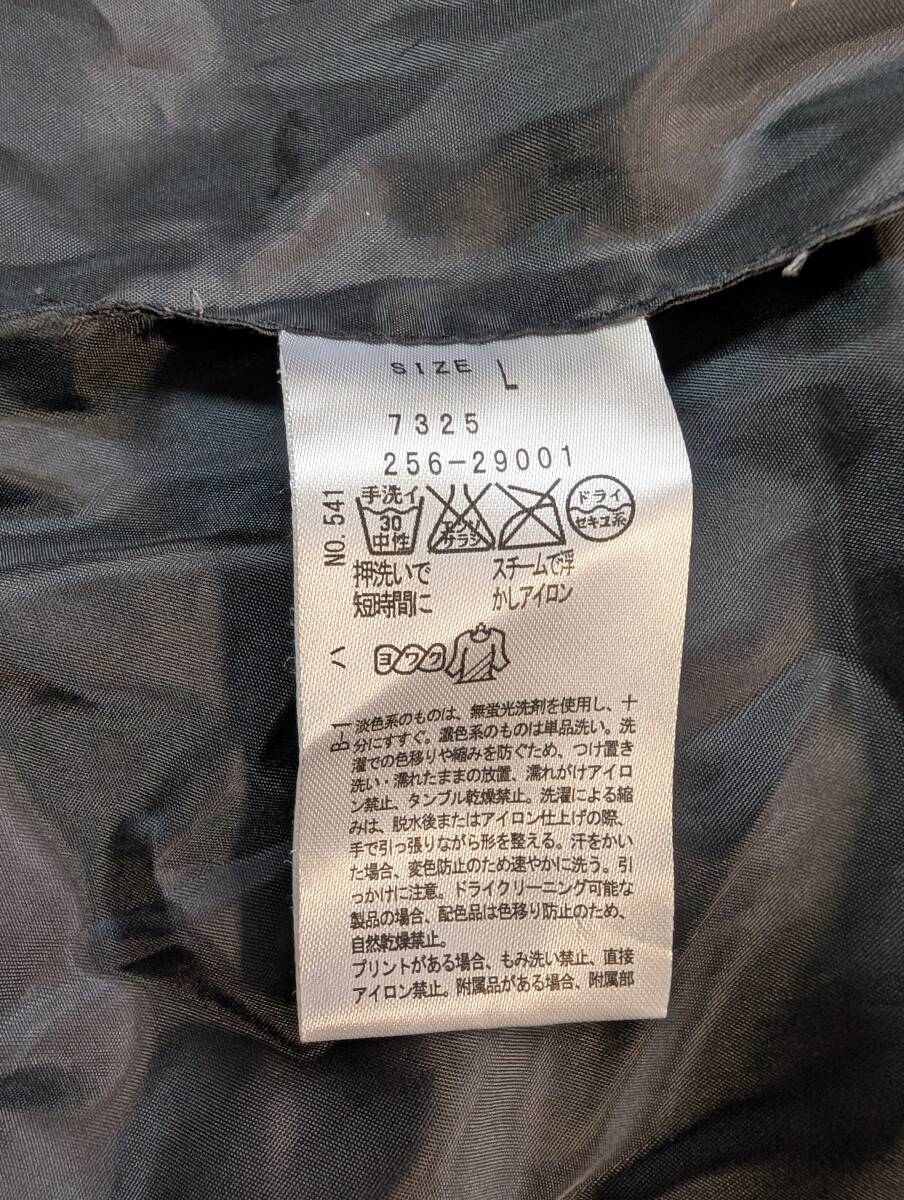 SIZE L
7325
256-29001
NO. 541
手洗イ
30
中性
エンソ
サラシ
ドライ
セキユ系
押洗いで
短時間に
スチームで浮
かしアイロン
ハ
ヨワク
B-1
淡色系のものは、無蛍光洗剤を使用し、十
分にすすぐ。濃色系のものは単品洗い。洗
濯での色移りや縮みを防ぐため、つけ置き
洗い・濡れたままの放置、濡れがけアイロ
ン禁止、タンブル乾燥禁止。洗濯による縮
みは、脱水後またはアイロン仕上げの際、
手で引っ張りながら形を整える。汗をかい
た場合、変色防止のため速やかに洗う。引
っかけに注意。ドライクリーニング可能な
製品の場合、配色品は色移り防止のため、
自然乾燥禁止。
プリントがある場合、もみ洗い禁止、直接
アイロン禁止。附属品がある場合、附属部